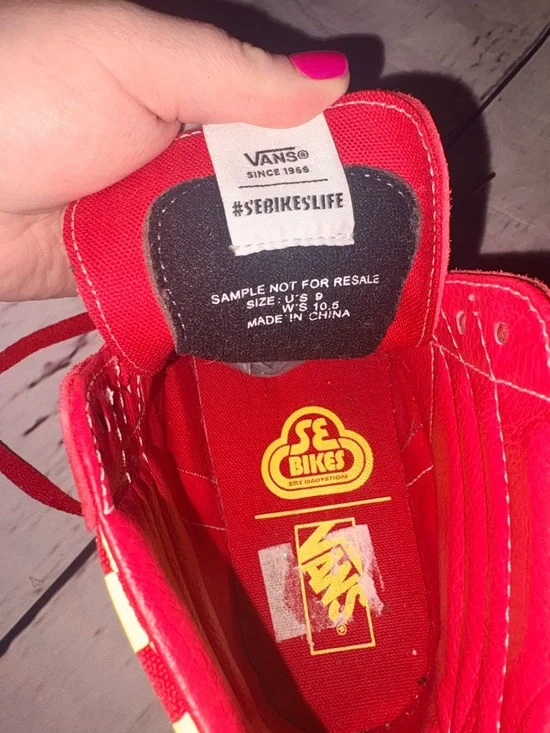 VANS®
SINCE 1966
#SEBIKESLIFE
SAMPLE NOT FOR RESALE
SIZE: U'S 9
W'S 10.5
MADE IN CHINA
SE
BIKES
BMX INNOVATIONS
VANS®